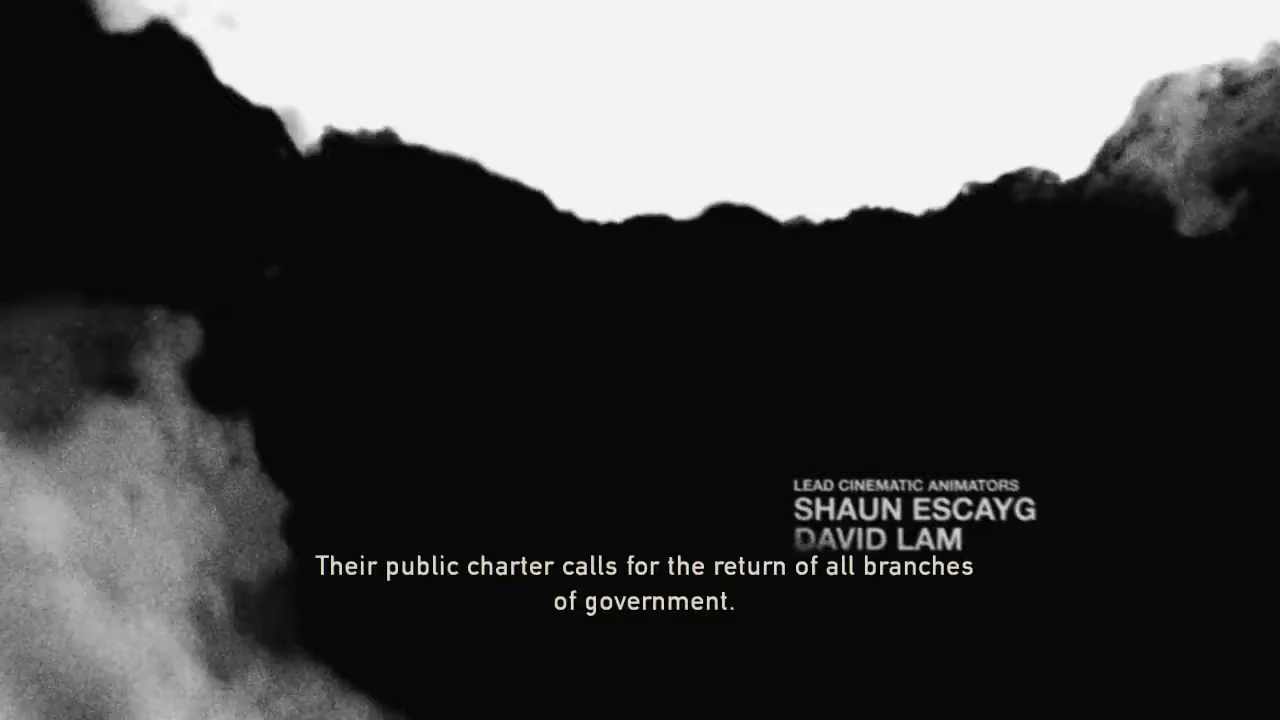 LEAD CINEMATIC ANIMATORS
SHAUN ESCAYG
DAVID LAM
Their public charter calls for the return of all branches
of government.